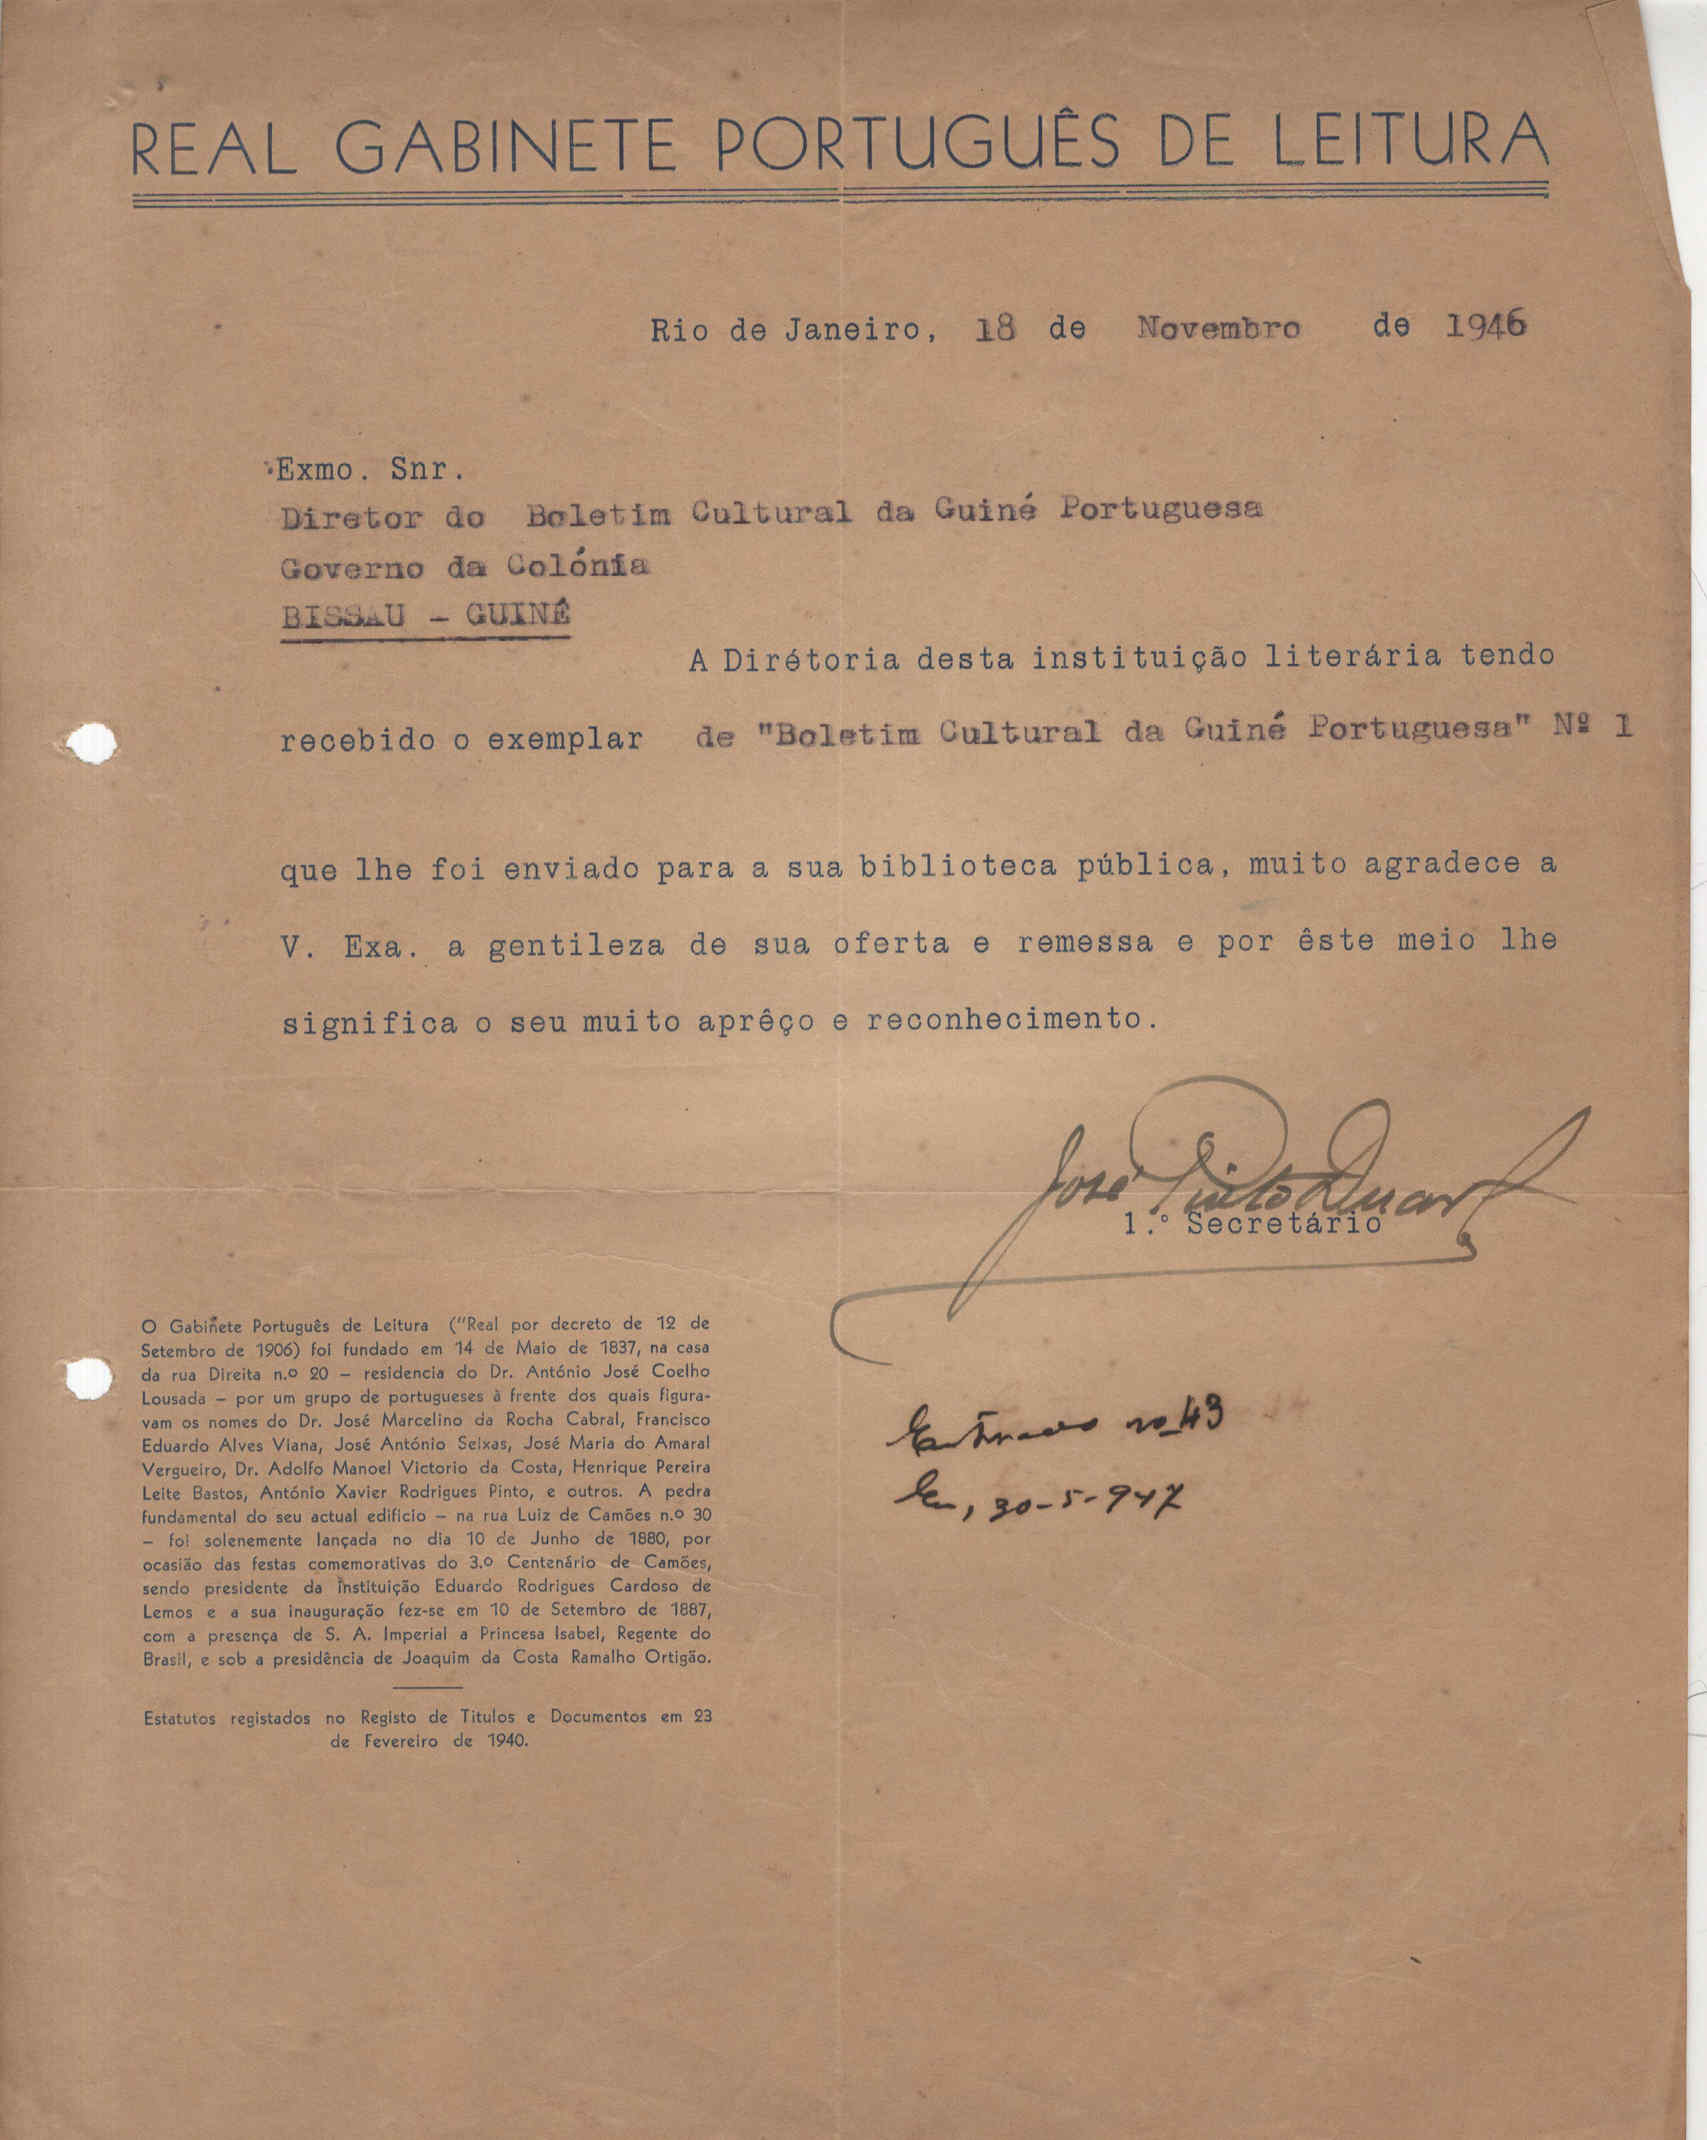 REAL GABINETE PORTUGUÊS DE LEITURA
Rio de Janeiro, 18 de Novembro de 1946
Exmo. Snr.
Diretor do Boletim Cultural da Guiné Portuguesa
Governo da Colónia
BISSAU - GUINÉ
A Dirétoria desta instituição literária tendo
recebido o exemplar de "Boletim Cultural da Guiné Portuguesa" Nº 1
que lhe foi enviado para a sua biblioteca pública, muito agradece a
V. Exa. a gentileza de sua oferta e remessa e por êste meio lhe
significa o seu muito aprêço e reconhecimento.
José Pinto Duarte
1.º Secretário
O Gabinete Português de Leitura ("Real por decreto de 12 de
Setembro de 1906) foi fundado em 14 de Maio de 1837, na casa
da rua Direita n.º 20 – residencia do Dr. António José Coelho
Lousada – por um grupo de portugueses à frente dos quais figura-
vam os nomes do Dr. José Marcelino da Rocha Cabral, Francisco
Eduardo Alves Viana, José António Seixas, José Maria do Amaral
Vergueiro, Dr. Adolfo Manoel Victorio da Costa, Henrique Pereira
Leite Bastos, António Xavier Rodrigues Pinto, e outros. A pedra
fundamental do seu actual edificio – na rua Luiz de Camões n.º 30
– foi solenemente lançada no dia 10 de Junho de 1880, por
ocasião das festas comemorativas do 3.º Centenário de Camões,
sendo presidente da instituição Eduardo Rodrigues Cardoso de
Lemos e a sua inauguração fez-se em 10 de Setembro de 1887,
com a presença de S. A. Imperial a Princesa Isabel, Regente do
Brasil, e sob a presidência de Joaquim da Costa Ramalho Ortigão.
Estatutos registados no Registo de Titulos e Documentos em 23
de Fevereiro de 1940.
Entrada nº 43
Em, 30-5-947